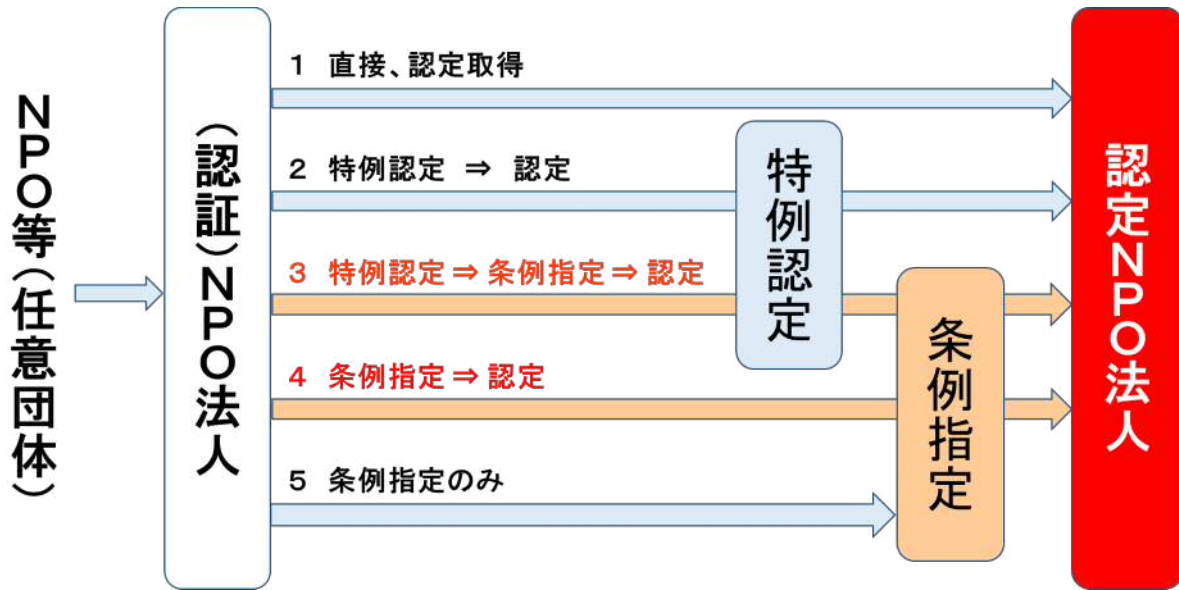 NPO等(任意団体)
(認証)NPO法人
1 直接、認定取得
2 特例認定 ⇒ 認定
3 特例認定⇒条例指定⇒認定
4 条例指定⇒認定
5 条例指定のみ
特例認定
条例指定
認定NPO法人